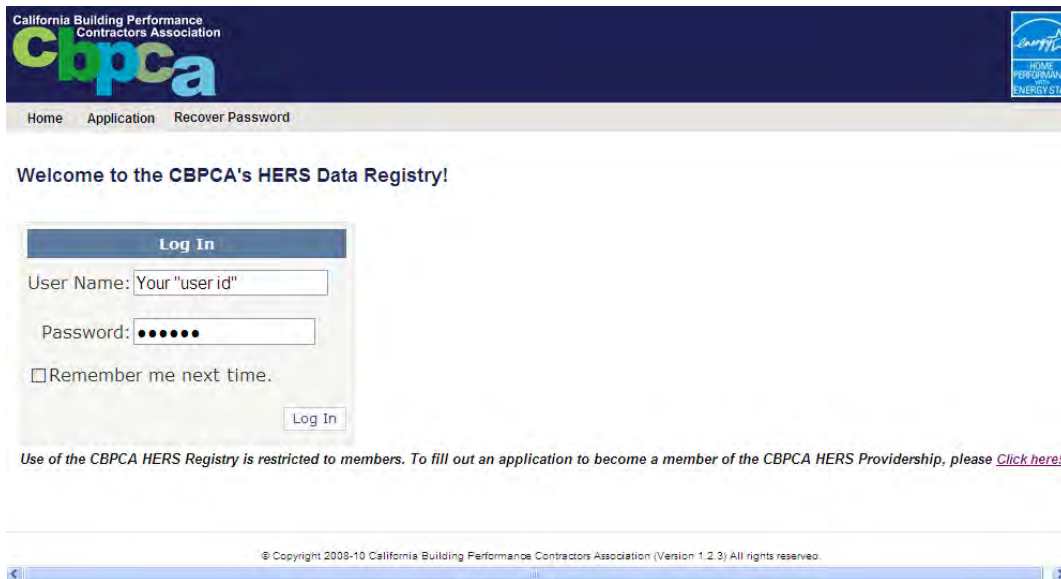 California Building Performance
Contractors Association
Cbpca
energy
HOME
WITH
Home Application Recover Password
Welcome to the CBPCA's HERS Data Registry!
Log In
User Name: Your "user id"
Password: ●●●●●●
Remember me next time.
Log In
Use of the CBPCA HERS Registry is restricted to members. To fill out an application to become a member of the CBPCA HERS Providership, please Click here!
© Copyright 2008-10 California Building Performance Contractors Association (Version 1.2.3) All rights reserved.